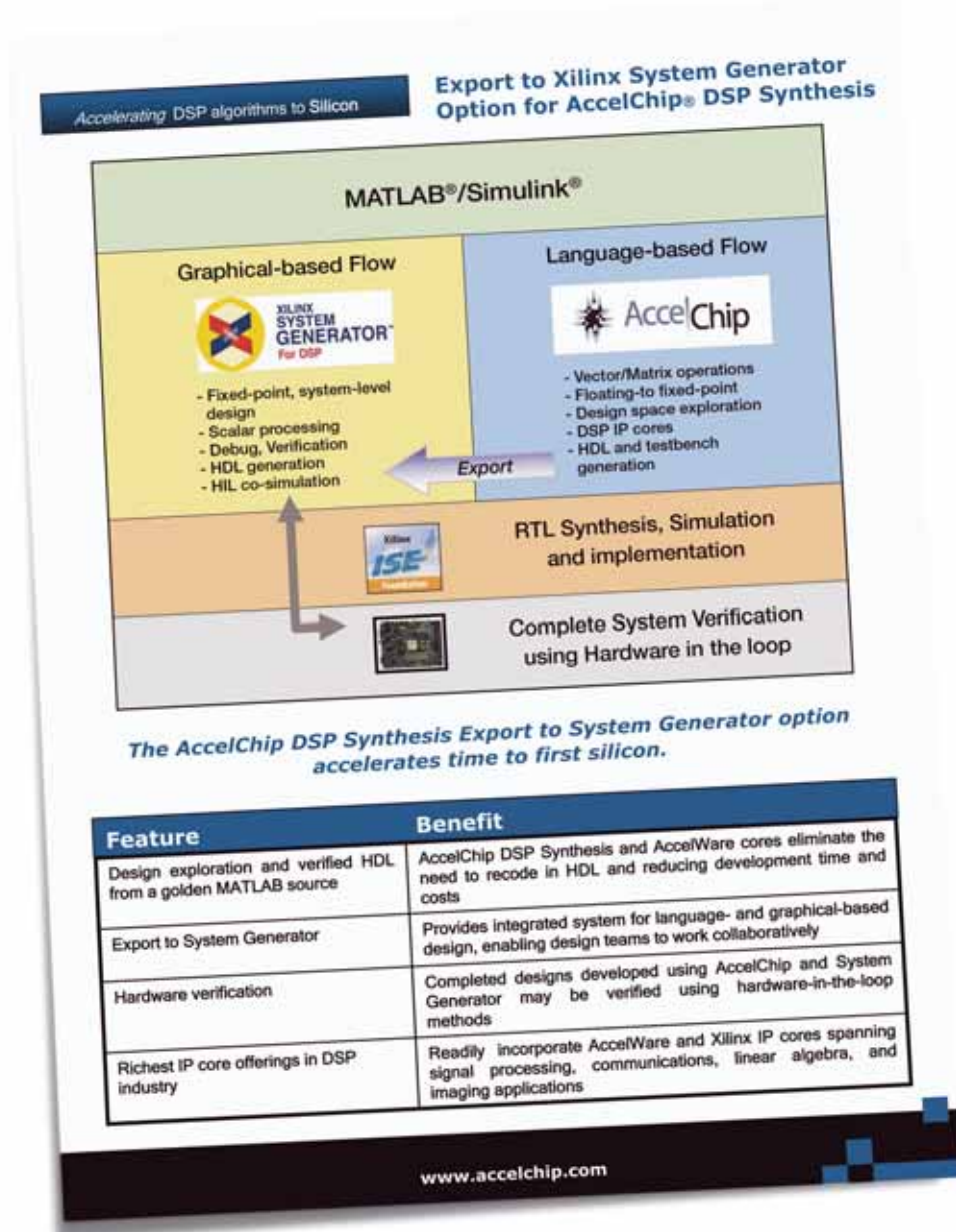 Accelerating DSP algorithms to Silicon
Export to Xilinx System Generator
Option for AccelChip® DSP Synthesis
MATLAB®/Simulink®
Graphical-based Flow
XILINX
SYSTEM
GENERATOR™
For DSP
- Fixed-point, system-level
design
- Scalar processing
- Debug, Verification
- HDL generation
- HIL co-simulation
Language-based Flow
AccelChip
- Vector/Matrix operations
- Floating-to fixed-point
- Design space exploration
- DSP IP cores
- HDL and testbench
generation
Export
Xilinx
ISE
Foundation
RTL Synthesis, Simulation
and implementation
Complete System Verification
using Hardware in the loop
The AccelChip DSP Synthesis Export to System Generator option
accelerates time to first silicon.
Feature
Benefit
Design exploration and verified HDL
from a golden MATLAB source
AccelChip DSP Synthesis and AccelWare cores eliminate the
need to recode in HDL and reducing development time and
costs
Export to System Generator
Provides integrated system for language- and graphical-based
design, enabling design teams to work collaboratively
Hardware verification
Completed designs developed using AccelChip and System
Generator may be verified using hardware-in-the-loop
methods
Richest IP core offerings in DSP
industry
Readily incorporate AccelWare and Xilinx IP cores spanning
signal processing, communications, linear algebra, and
imaging applications
www.accelchip.com